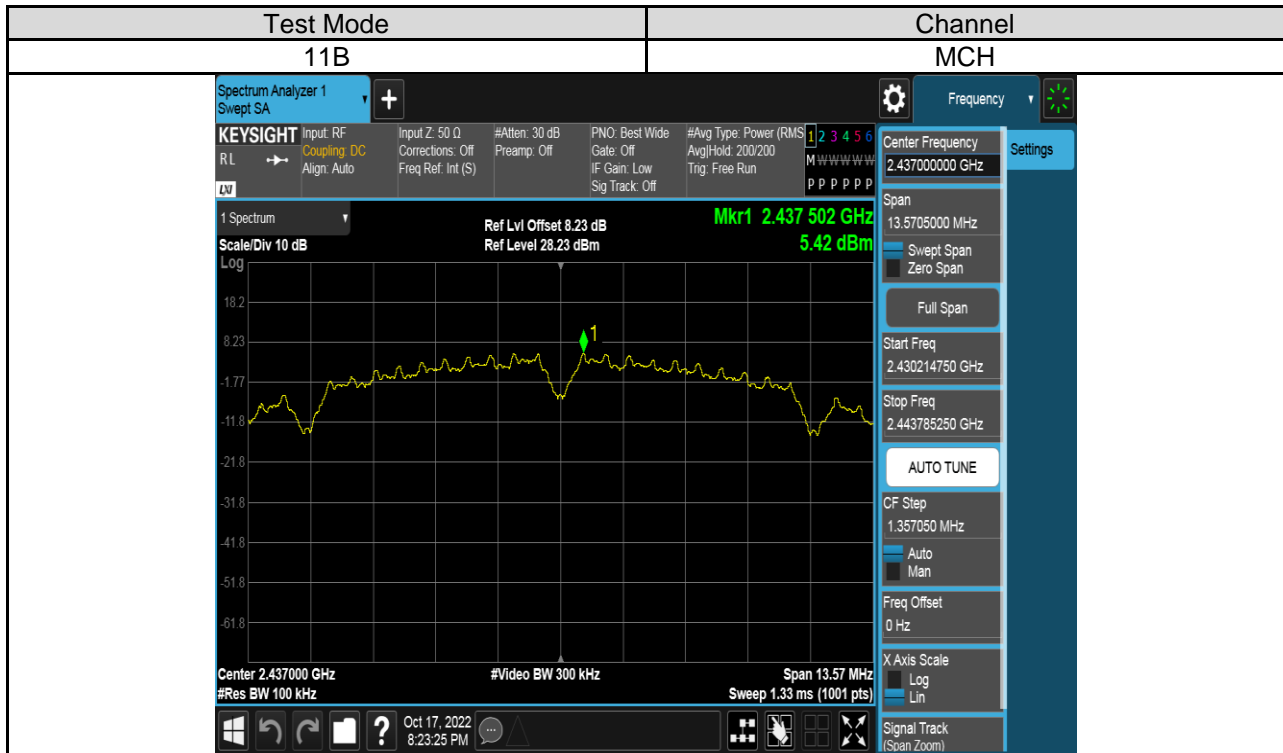 Test Mode
Channel
11B
MCH
Spectrum Analyzer 1
Swept SA
+
Frequency
KEYSIGHT
RL
LXI
Input: RF
Coupling: DC
Align: Auto
Input Z: 50 Ω
Corrections: Off
Freq Ref: Int (S)
#Atten: 30 dB
Preamp: Off
PNO: Best Wide
Gate: Off
IF Gain: Low
Sig Track: Off
#Avg Type: Power (RMS
Avg|Hold: 200/200
Trig: Free Run
1 2 3 4 5 6
M W W W W W
P P P P P P
1 Spectrum
Scale/Div 10 dB
Log
Ref Lvl Offset 8.23 dB
Ref Level 28.23 dBm
Mkr1 2.437 502 GHz
5.42 dBm
18.2
8.23
-1.77
-11.8
-21.8
-31.8
-41.8
-51.8
-61.8
1
Center 2.437000 GHz
#Res BW 100 kHz
#Video BW 300 kHz
Span 13.57 MHz
Sweep 1.33 ms (1001 pts)
Center Frequency
2.437000000 GHz
Settings
Span
13.5705000 MHz
Swept Span
Zero Span
Full Span
Start Freq
2.430214750 GHz
Stop Freq
2.443785250 GHz
AUTO TUNE
CF Step
1.357050 MHz
Auto
Man
Freq Offset
0 Hz
X Axis Scale
Log
Lin
Signal Track
(Span Zoom)
?
Oct 17, 2022
8:23:25 PM